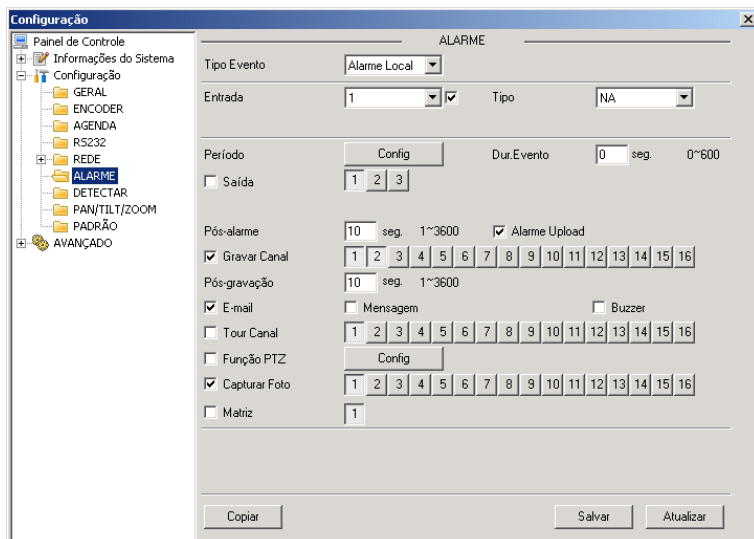 Configuração
Painel de Controle
Informações do Sistema
Configuração
GERAL
ENCODER
AGENDA
RS232
REDE
ALARME
DETECTAR
PAN/TILT/ZOOM
PADRÃO
AVANÇADO
ALARME
Tipo Evento Alarme Local
Entrada 1 Tipo NA
Período Config Dur.Evento 0 seg. 0~600
Saída 1 2 3
Pós-alarme 10 seg. 1~3600 Alarme Upload
Gravar Canal 1 2 3 4 5 6 7 8 9 10 11 12 13 14 15 16
Pós-gravação 10 seg. 1~3600
E-mail Mensagem Buzzer
Tour Canal 1 2 3 4 5 6 7 8 9 10 11 12 13 14 15 16
Função PTZ Config
Capturar Foto 1 2 3 4 5 6 7 8 9 10 11 12 13 14 15 16
Matriz 1
Copiar Salvar Atualizar